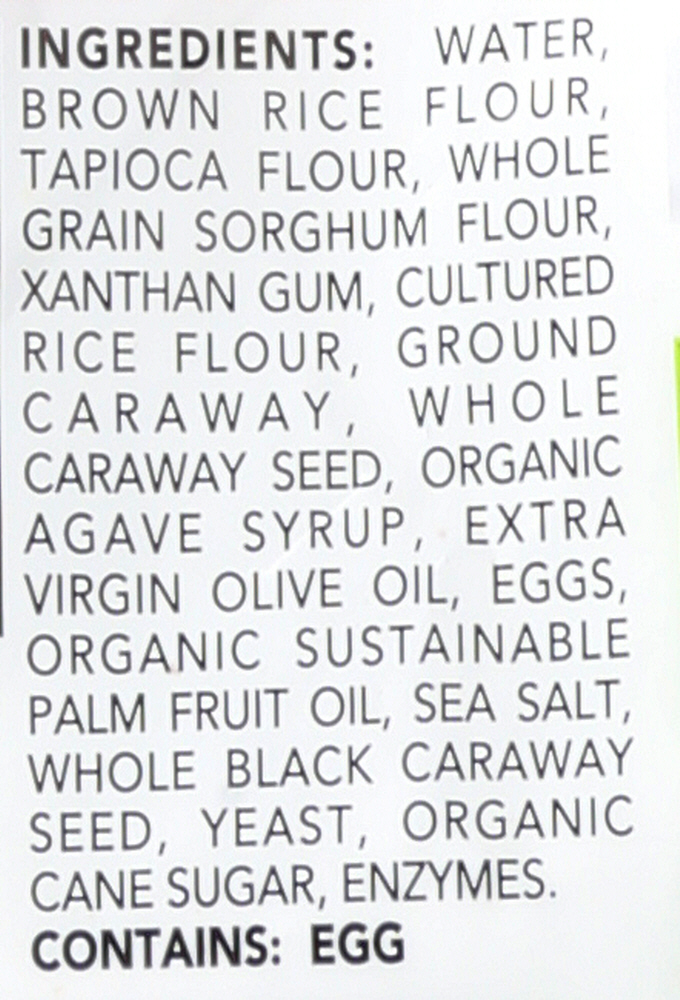 INGREDIENTS: WATER,
BROWN RICE FLOUR,
TAPIOCA FLOUR, WHOLE
GRAIN SORGHUM FLOUR,
XANTHAN GUM, CULTURED
RICE FLOUR, GROUND
CARAWAY, WHOLE
CARAWAY SEED, ORGANIC
AGAVE SYRUP, EXTRA
VIRGIN OLIVE OIL, EGGS,
ORGANIC SUSTAINABLE
PALM FRUIT OIL, SEA SALT,
WHOLE BLACK CARAWAY
SEED, YEAST, ORGANIC
CANE SUGAR, ENZYMES.
CONTAINS: EGG